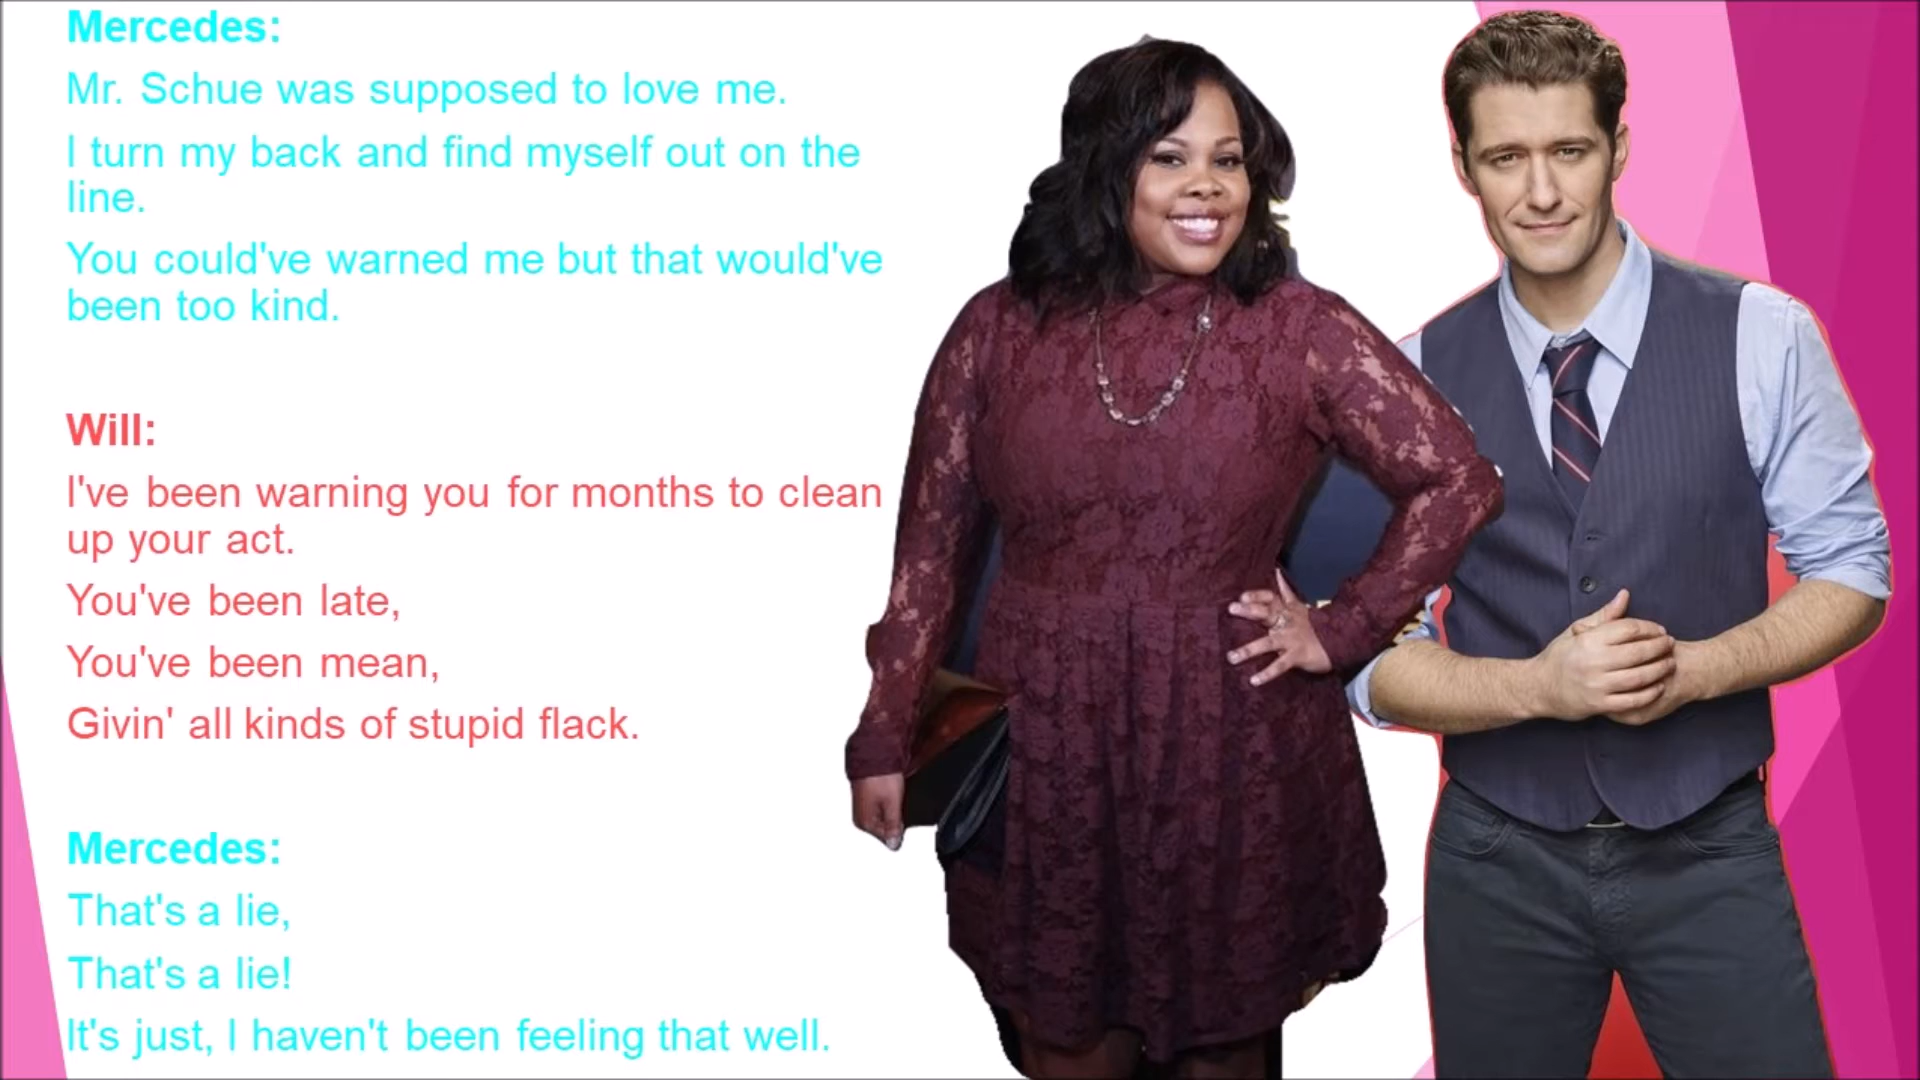 Mercedes:
Mr. Schue was supposed to love me.
I turn my back and find myself out on the
line.
You could've warned me but that would've
been too kind.
Will:
I've been warning you for months to clean
up your act.
You've been late,
You've been mean,
Givin' all kinds of stupid flack.
Mercedes:
That's a lie,
That's a lie!
It's just, I haven't been feeling that well.